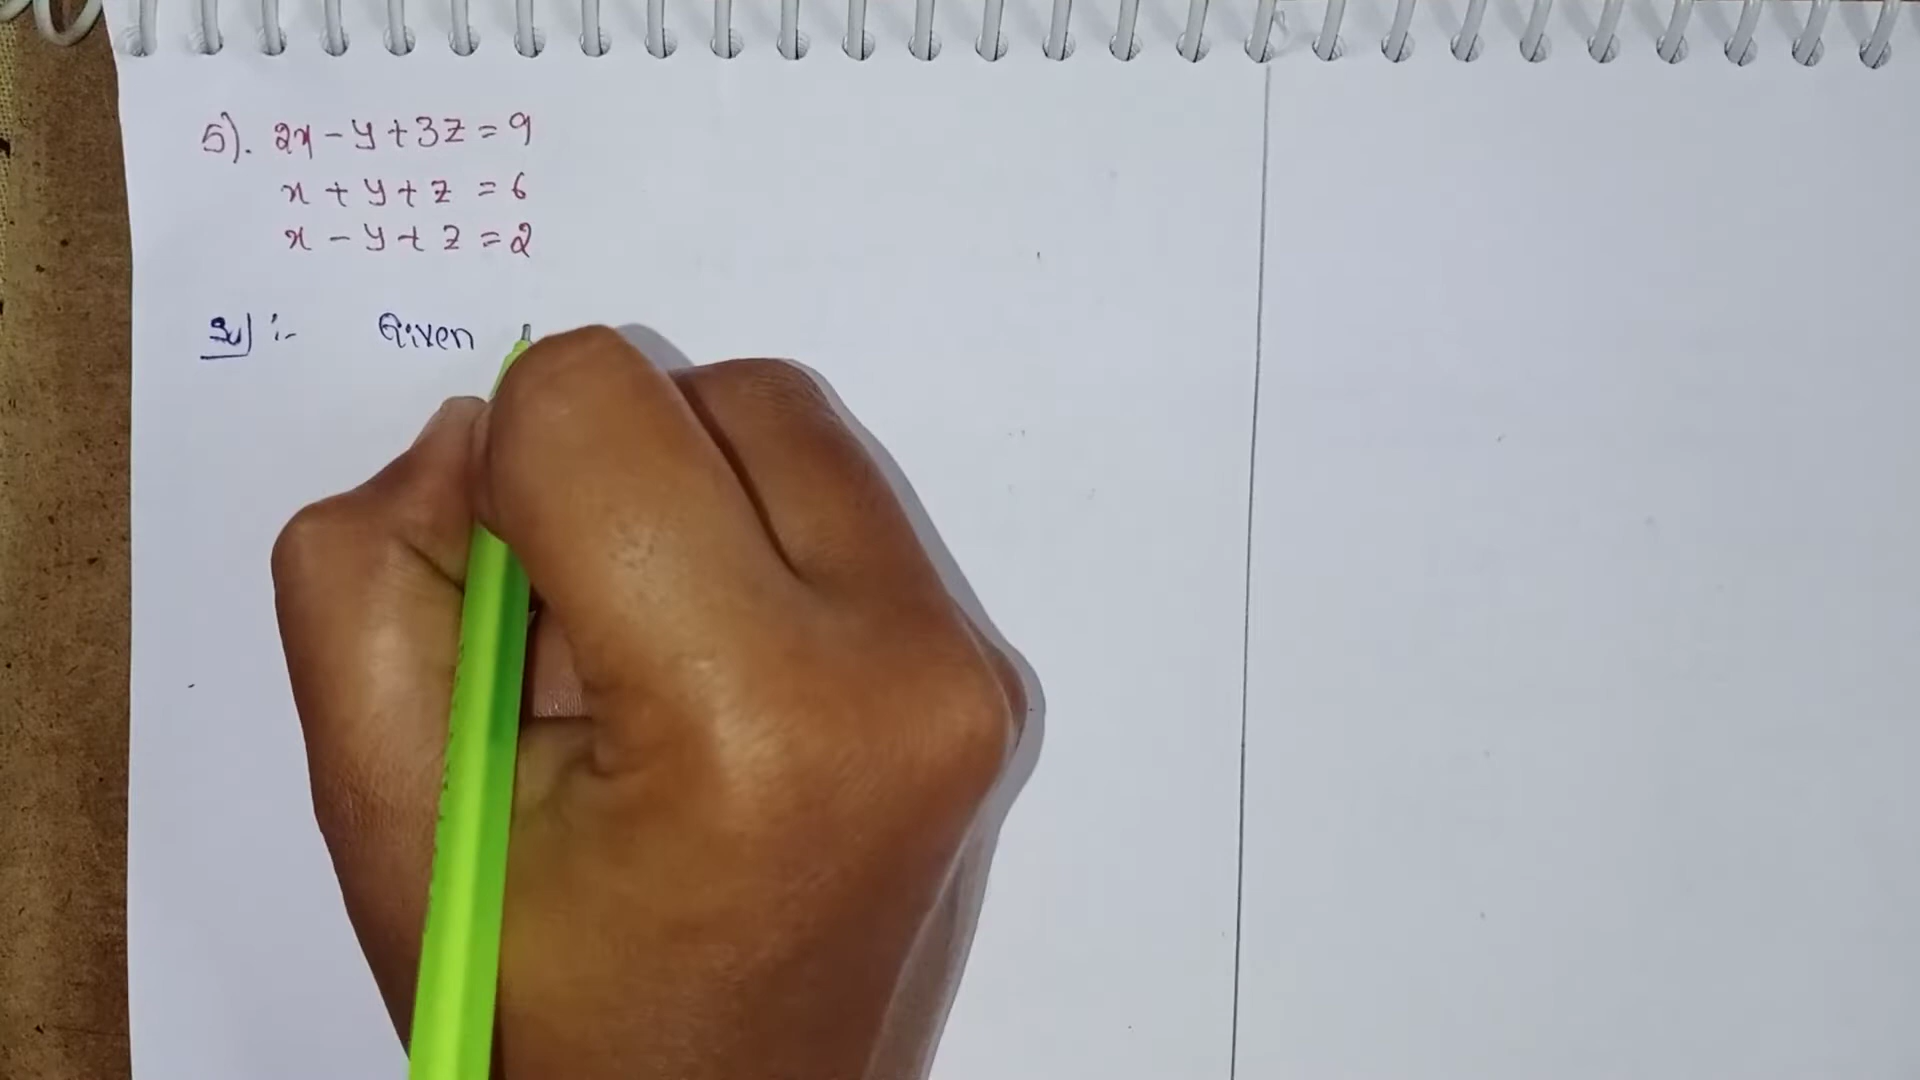 5). 2x - y + 3z = 9
x + y + z = 6
x - y + z = 2
Sol :- Given